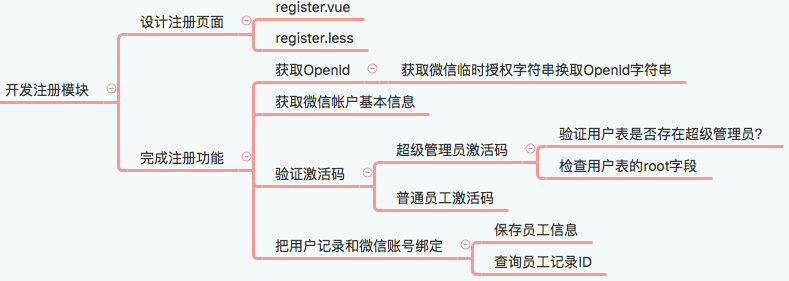 开发注册模块
设计注册页面
register.vue
register.less
完成注册功能
获取OpenId
获取微信临时授权字符串换取OpenId字符串
获取微信帐户基本信息
验证激活码
超级管理员激活码
验证用户表是否存在超级管理员?
检查用户表的root字段
普通员工激活码
把用户记录和微信账号绑定
保存员工信息
查询员工记录ID